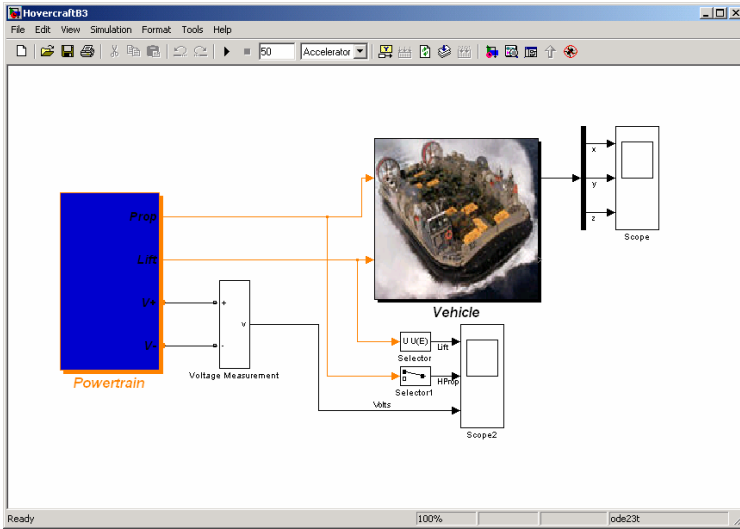 HovercraftB3
File Edit View Simulation Format Tools Help
50 Accelerator
Prop
Lift
V+
V-
Powertrain
+
-
v
Voltage Measurement
Vehicle
x
y
z
Scope
U U(E)
Selector
Lift
Selector1
HProp
Volts
Scope2
Ready 100% ode23t